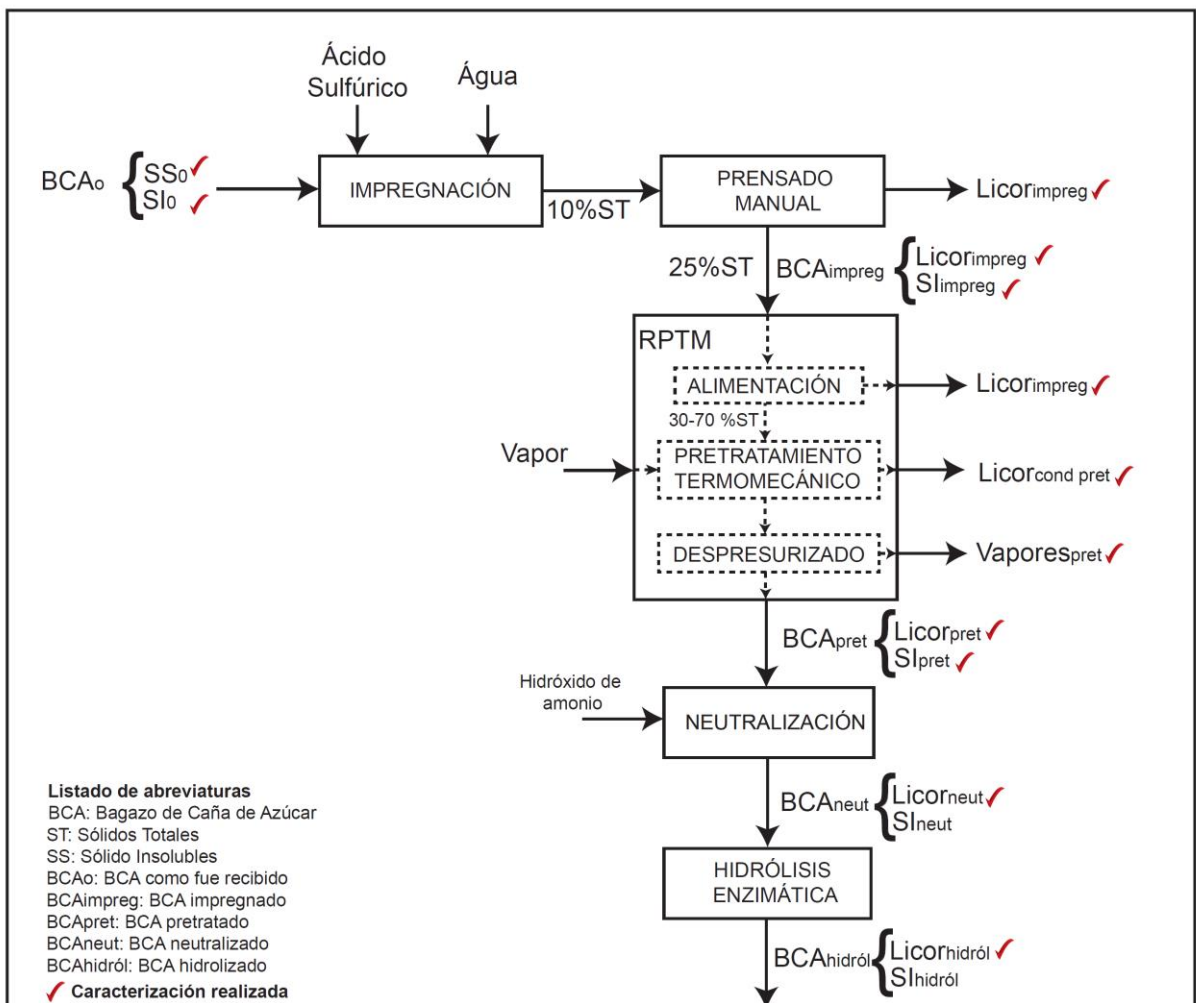 Ácido
Sulfúrico
Água
BCAo
SS0
SI0
IMPREGNACIÓN
10%ST
PRENSADO
MANUAL
Licorimpreg
25%ST
BCAimpreg
Licorimpreg
SIimpreg
RPTM
ALIMENTACIÓN
Licorimpreg
30-70 %ST
Vapor
PRETRATAMIENTO
TERMOMECÁNICO
Licorcond pret
DESPRESURIZADO
Vaporespret
BCApret
Licorpret
SIpret
Hidróxido de
amonio
NEUTRALIZACIÓN
BCAneut
Licorneut
SIneut
HIDRÓLISIS
ENZIMÁTICA
BCAhidról
Licorhidról
SIhidról
Listado de abreviaturas
BCA: Bagazo de Caña de Azúcar
ST: Sólidos Totales
SS: Sólido Insolubles
BCAo: BCA como fue recibido
BCAimpreg: BCA impregnado
BCApret: BCA pretratado
BCAneut: BCA neutralizado
BCAhidról: BCA hidrolizado
✓ Caracterización realizada